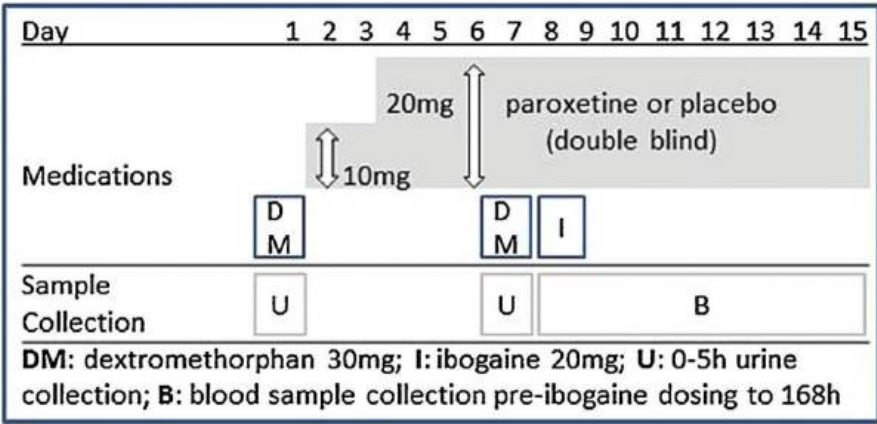 Day 1 2 3 4 5 6 7 8 9 10 11 12 13 14 15
20mg paroxetine or placebo
(double blind)
Medications 10mg
D D I
M M
Sample
Collection U U B
DM: dextromethorphan 30mg; I: ibogaine 20mg; U: 0-5h urine
collection; B: blood sample collection pre-ibogaine dosing to 168h